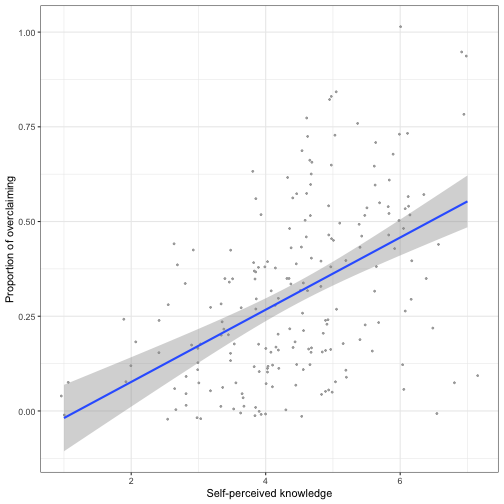 1.00
0.75
0.50
0.25
0.00
Proportion of overclaiming
2 4 6
Self-perceived knowledge